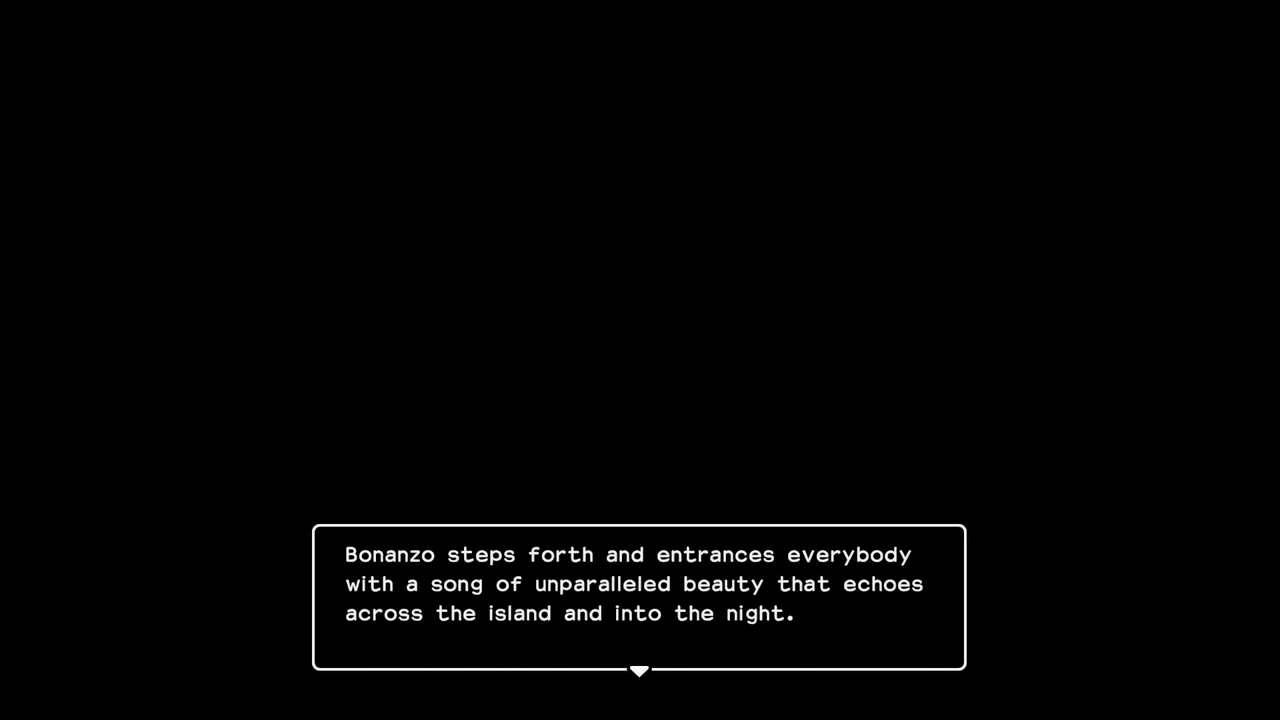 Bonanzo steps forth and entrances everybody
with a song of unparalleled beauty that echoes
across the island and into the night.